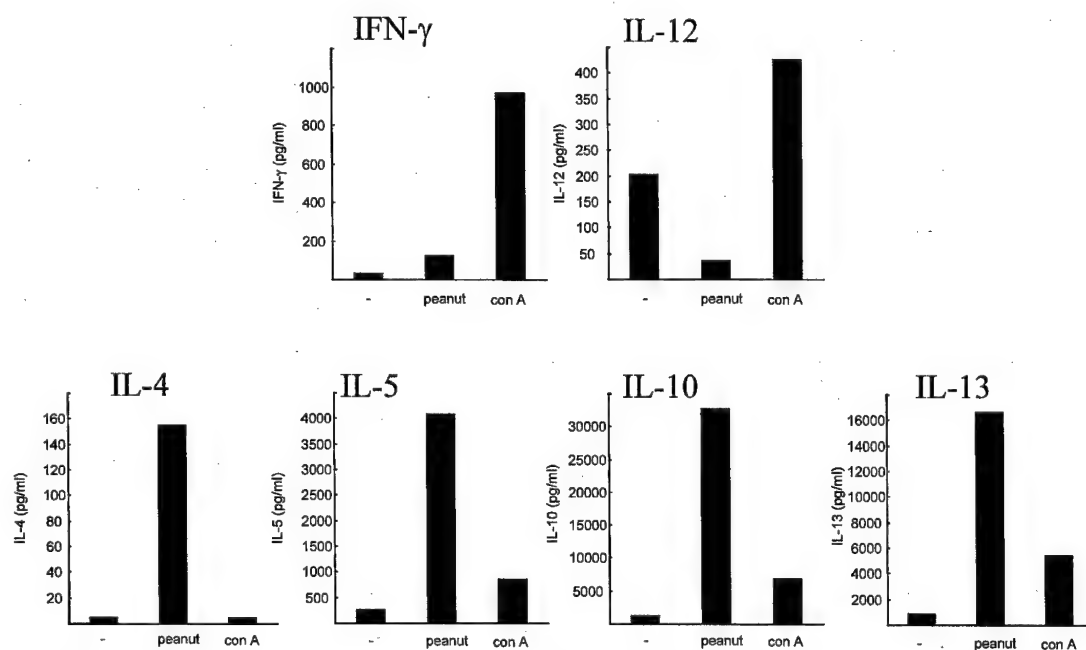 IFN-γ
IFN-γ (pg/ml)
1000
800
600
400
200
- peanut con A
IL-12
IL-12 (pg/ml)
400
350
300
250
200
150
100
50
- peanut con A
IL-4
IL-4 (pg/ml)
160
140
120
100
80
60
40
20
- peanut con A
IL-5
IL-5 (pg/ml)
4000
3500
3000
2500
2000
1500
1000
500
- peanut con A
IL-10
IL-10 (pg/ml)
30000
25000
20000
15000
10000
5000
- peanut con A
IL-13
IL-13 (pg/ml)
16000
14000
12000
10000
8000
6000
4000
2000
- peanut con A